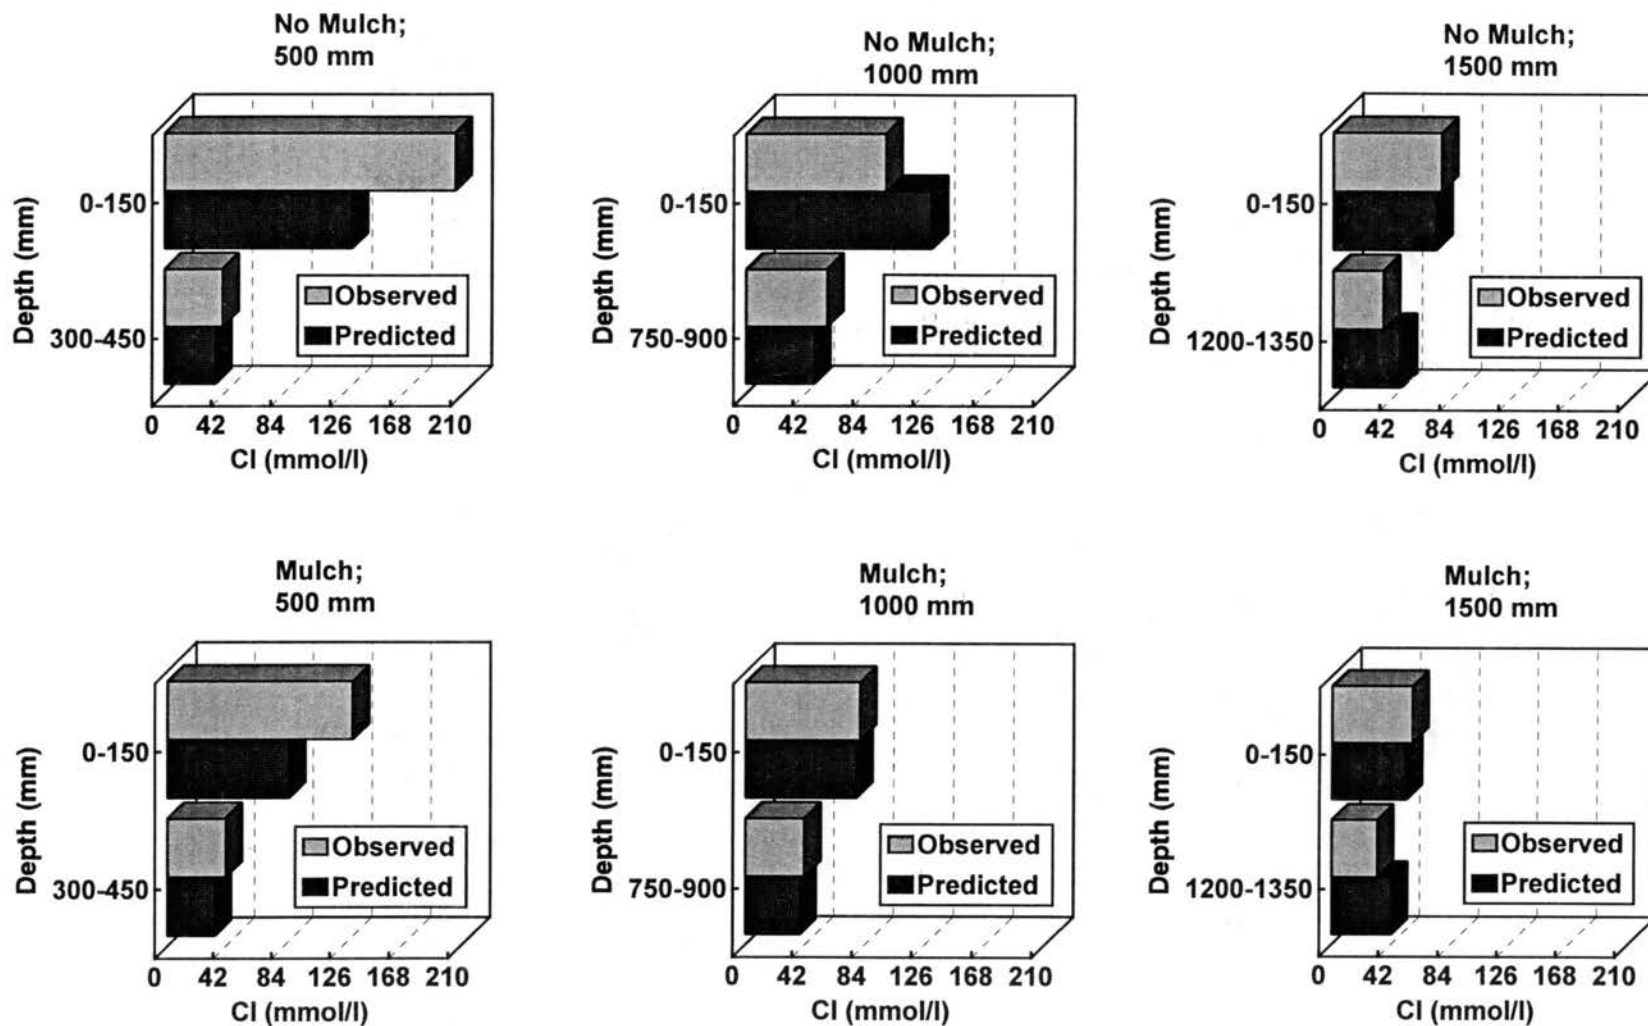 No Mulch;
500 mm
Depth (mm)
0-150
300-450
Observed
Predicted
0 42 84 126 168 210
Cl (mmol/l)
No Mulch;
1000 mm
Depth (mm)
0-150
750-900
Observed
Predicted
0 42 84 126 168 210
Cl (mmol/l)
No Mulch;
1500 mm
Depth (mm)
0-150
1200-1350
Observed
Predicted
0 42 84 126 168 210
Cl (mmol/l)
Mulch;
500 mm
Depth (mm)
0-150
300-450
Observed
Predicted
0 42 84 126 168 210
Cl (mmol/l)
Mulch;
1000 mm
Depth (mm)
0-150
750-900
Observed
Predicted
0 42 84 126 168 210
Cl (mmol/l)
Mulch;
1500 mm
Depth (mm)
0-150
1200-1350
Observed
Predicted
0 42 84 126 168 210
Cl (mmol/l)